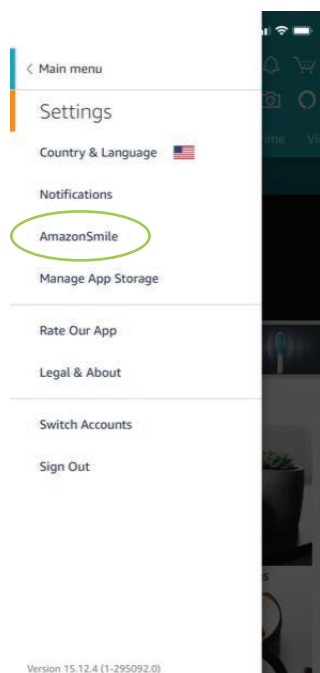 < Main menu
Settings
Country & Language
Notifications
AmazonSmile
Manage App Storage
Rate Our App
Legal & About
Switch Accounts
Sign Out
Version 15.12.4 (1-295092.0)